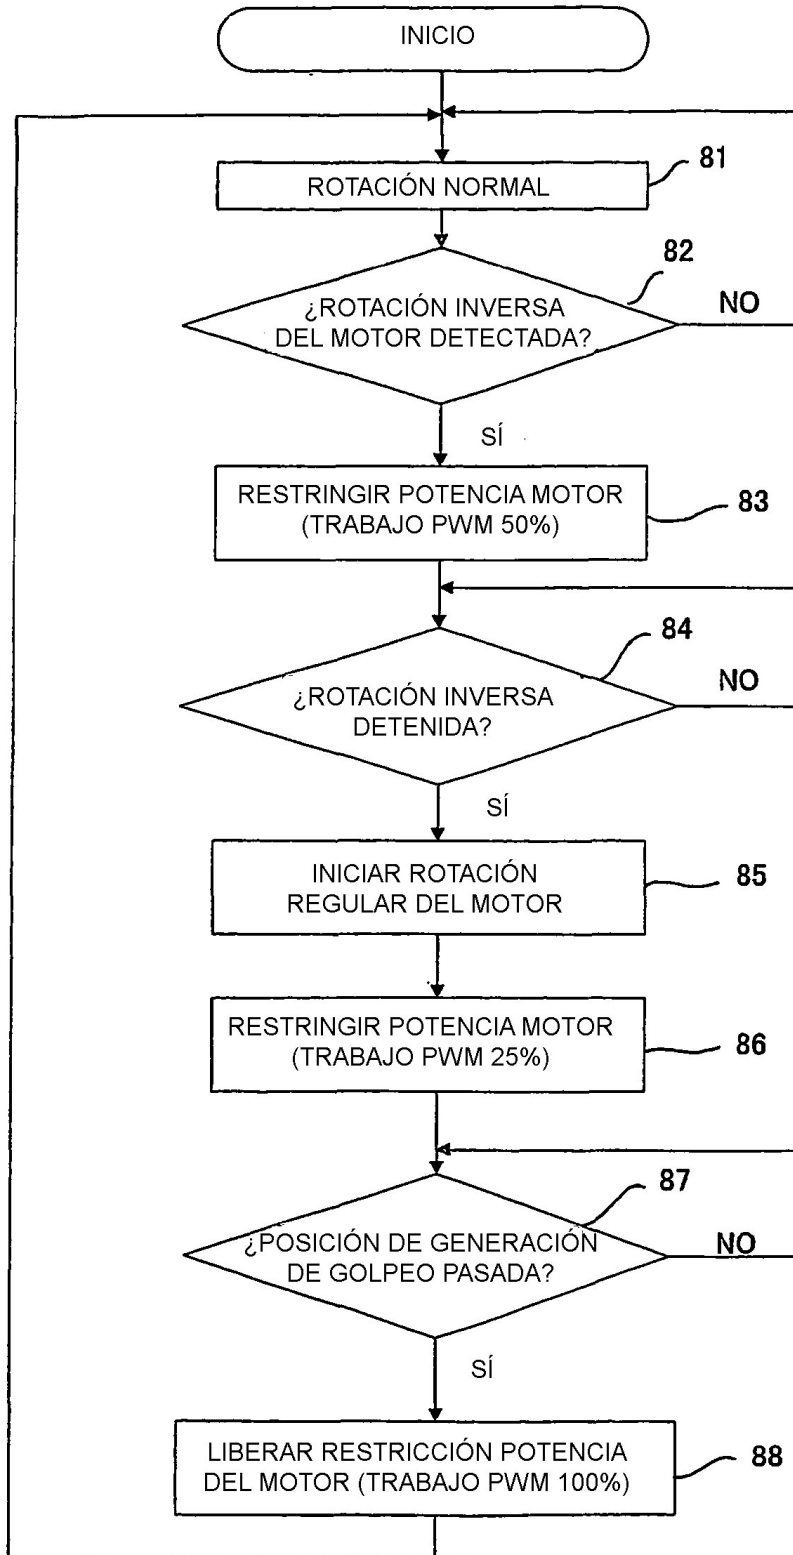 INICIO
ROTACIÓN NORMAL
81
¿ROTACIÓN INVERSA
DEL MOTOR DETECTADA?
82
NO
SÍ
RESTRINGIR POTENCIA MOTOR
(TRABAJO PWM 50%)
83
84
¿ROTACIÓN INVERSA
DETENIDA?
NO
SÍ
INICIAR ROTACIÓN
REGULAR DEL MOTOR
85
RESTRINGIR POTENCIA MOTOR
(TRABAJO PWM 25%)
86
87
¿POSICIÓN DE GENERACIÓN
DE GOLPEO PASADA?
NO
SÍ
LIBERAR RESTRICCIÓN POTENCIA
DEL MOTOR (TRABAJO PWM 100%)
88